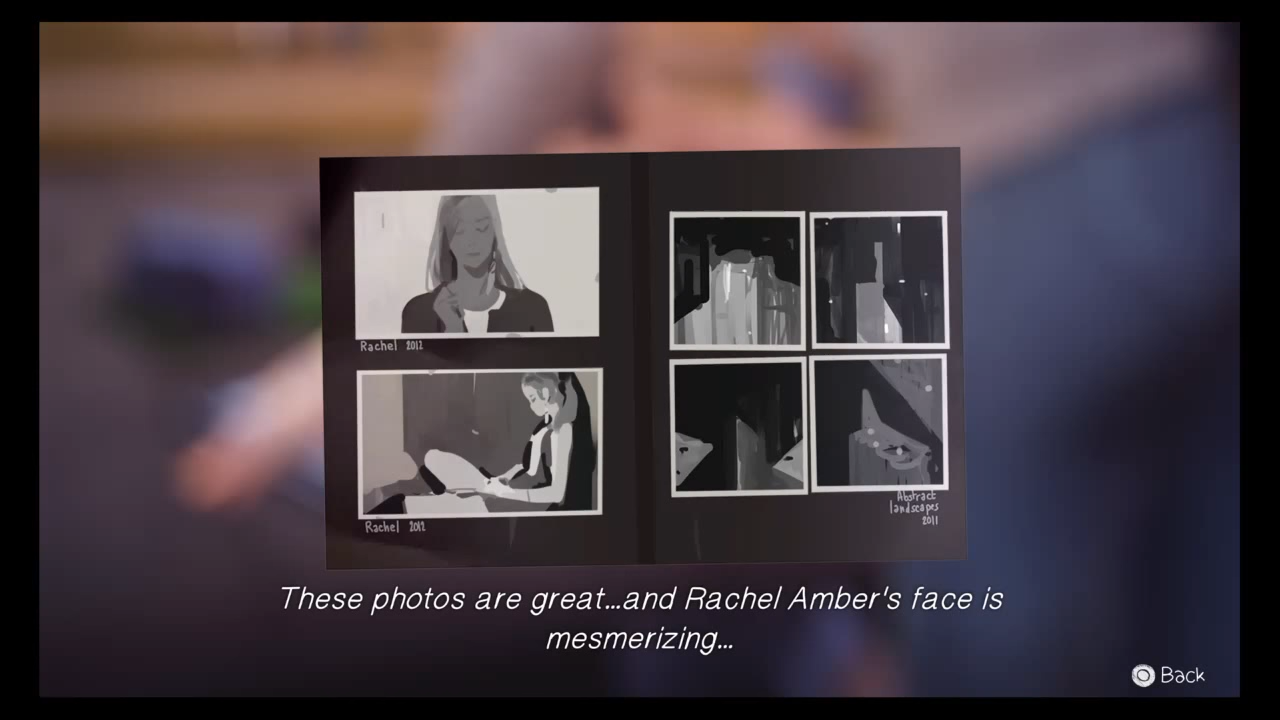 Rachel 2012
Rachel 2012
Abstract
landscapes
2011
These photos are great...and Rachel Amber's face is
mesmerizing...
Back